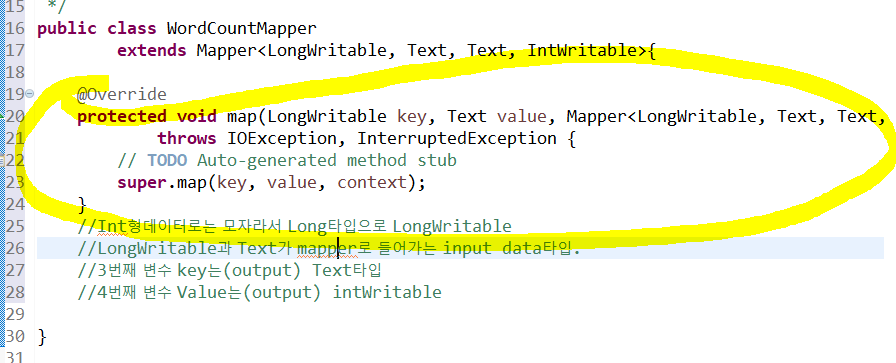 15
16 public class WordCountMapper
17 extends Mapper<LongWritable, Text, Text, IntWritable>{
18
19 @Override
20 protected void map(LongWritable key, Text value, Mapper<LongWritable, Text, Text,
21 throws IOException, InterruptedException {
22 // TODO Auto-generated method stub
23 super.map(key, value, context);
24 }
25 //Int형데이터로는 모자라서 Long타입으로 LongWritable
26 //LongWritable과 Text가 mapper로 들어가는 input data타입.
27 //3번째 변수 key는(output) Text타입
28 //4번째 변수 Value는(output) intWritable
29
30 }
31